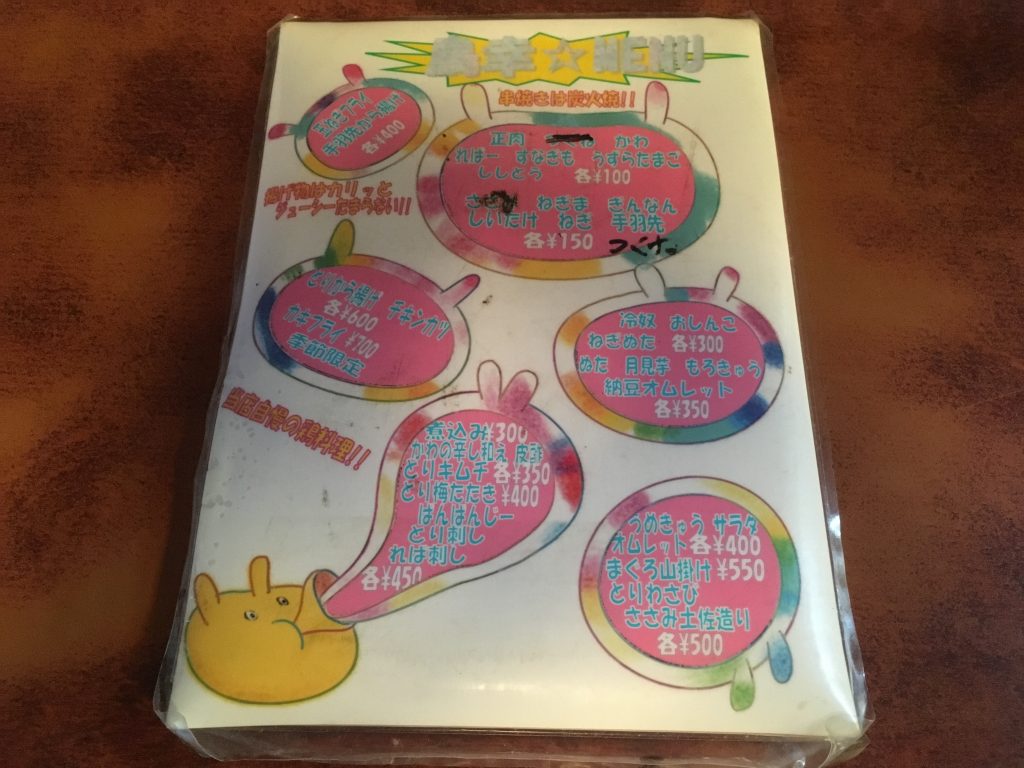 鳥幸☆MENU
串焼きは炭火焼!!
玉ねぎフライ
手羽先から揚げ
各¥400
揚げ物はカリッと
ジューシーたまらない!!
正肉 かわ
ればー すなぎも うずらたまご
ししとう 各¥100
ねぎま ぎんなん
しいたけ ねぎ 手羽先
各¥150 つくね
とりから揚げ チキンカツ
各¥600
カキフライ ¥700
季節限定
冷奴 おしんこ
ねぎぬた 各¥300
ぬた 月見芋 もろきゅう
納豆オムレット
各¥350
当店自慢の鶏料理!!
煮込み¥300
かわの辛し和え 皮酢
とりキムチ 各¥350
とり梅たたき ¥400
ばんばんじー
とり刺し
れば刺し
各¥450
うめきゅう サラダ
オムレット各¥400
まぐろ山掛け ¥550
とりわさび
ささみ土佐造り
各¥500